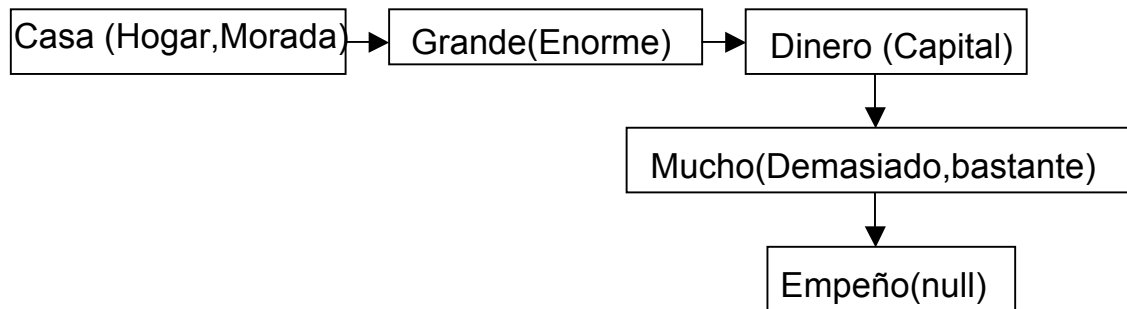 Casa (Hogar,Morada)
Grande(Enorme)
Dinero (Capital)
Mucho(Demasiado,bastante)
Empeño(null)